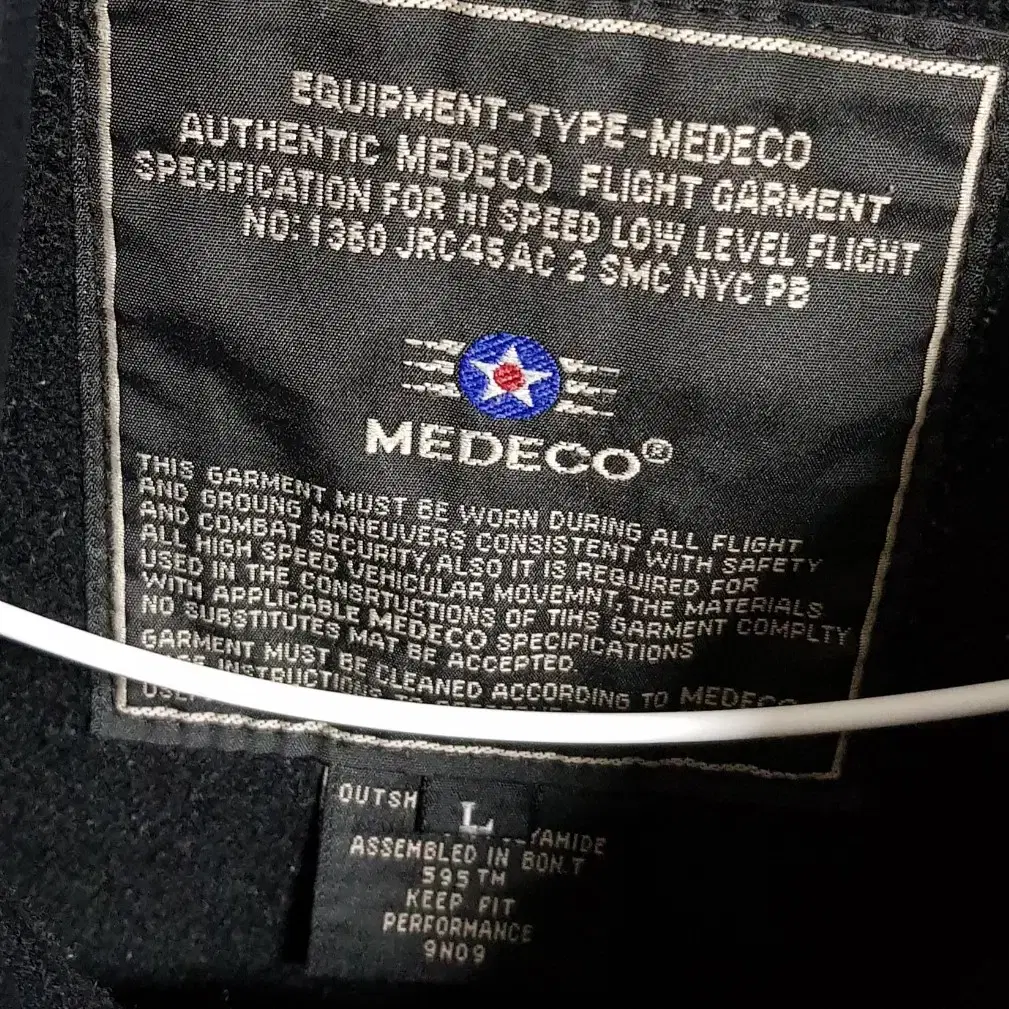 EQUIPMENT-TYPE-MEDECO
AUTHENTIC MEDECO FLIGHT GARMENT
SPECIFICATION FOR HI SPEED LOW LEVEL FLIGHT
NO: 1360 JRC45AC 2 SMC NYC PB
MEDECO®
THIS GARMENT MUST BE WORN DURING ALL FLIGHT
AND GROUNG MANEUVERS CONSISTENT WITH SAFETY
AND COMBAT SECURITY, ALSO IT IS REQUIRED FOR
ALL HIGH SPEED VEHICULAR MOVEMNT, THE MATERIALS
USED IN THE CONSRTUCTIONS OF TIHS GARMENT COMPLTY
WITH APPLICABLE MEDECO SPECIFICATIONS
NO SUBSTITUTES MAT BE ACCEPTED.
GARMENT MUST BE CLEANED ACCORDING TO MEDECO
OUTSH
L
/AMIDE
ASSEMBLED IN BON.T
595 TM
KEEP FIT
PERFORMANCE
9N09